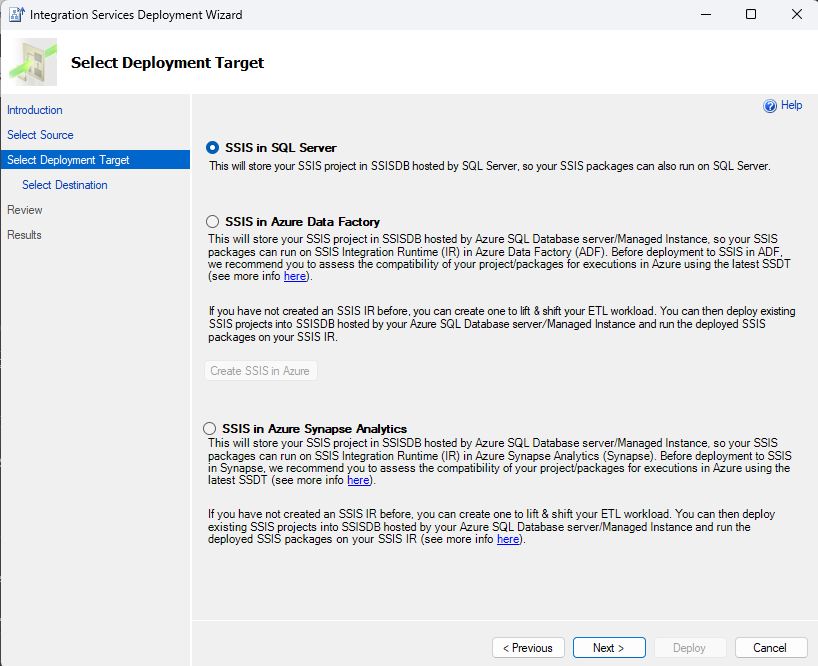 Integration Services Deployment Wizard
Select Deployment Target
Introduction
Select Source
Select Deployment Target
Select Destination
Review
Results
Help
SSIS in SQL Server
This will store your SSIS project in SSISDB hosted by SQL Server, so your SSIS packages can also run on SQL Server.
SSIS in Azure Data Factory
This will store your SSIS project in SSISDB hosted by Azure SQL Database server/Managed Instance, so your SSIS
packages can run on SSIS Integration Runtime (IR) in Azure Data Factory (ADF). Before deployment to SSIS in ADF,
we recommend you to assess the compatibility of your project/packages for executions in Azure using the latest SSDT
(see more info here).
If you have not created an SSIS IR before, you can create one to lift & shift your ETL workload. You can then deploy existing
SSIS projects into SSISDB hosted by your Azure SQL Database server/Managed Instance and run the deployed SSIS
packages on your SSIS IR.
Create SSIS in Azure
SSIS in Azure Synapse Analytics
This will store your SSIS project in SSISDB hosted by Azure SQL Database server/Managed Instance, so your SSIS
packages can run on SSIS Integration Runtime (IR) in Azure Synapse Analytics (Synapse). Before deployment to SSIS
in Synapse, we recommend you to assess the compatibility of your project/packages for executions in Azure using the
latest SSDT (see more info here).
If you have not created an SSIS IR before, you can create one to lift & shift your ETL workload. You can then deploy
existing SSIS projects into SSISDB hosted by your Azure SQL Database server/Managed Instance and run the
deployed SSIS packages on your SSIS IR (see more info here).
< Previous
Next >
Deploy
Cancel